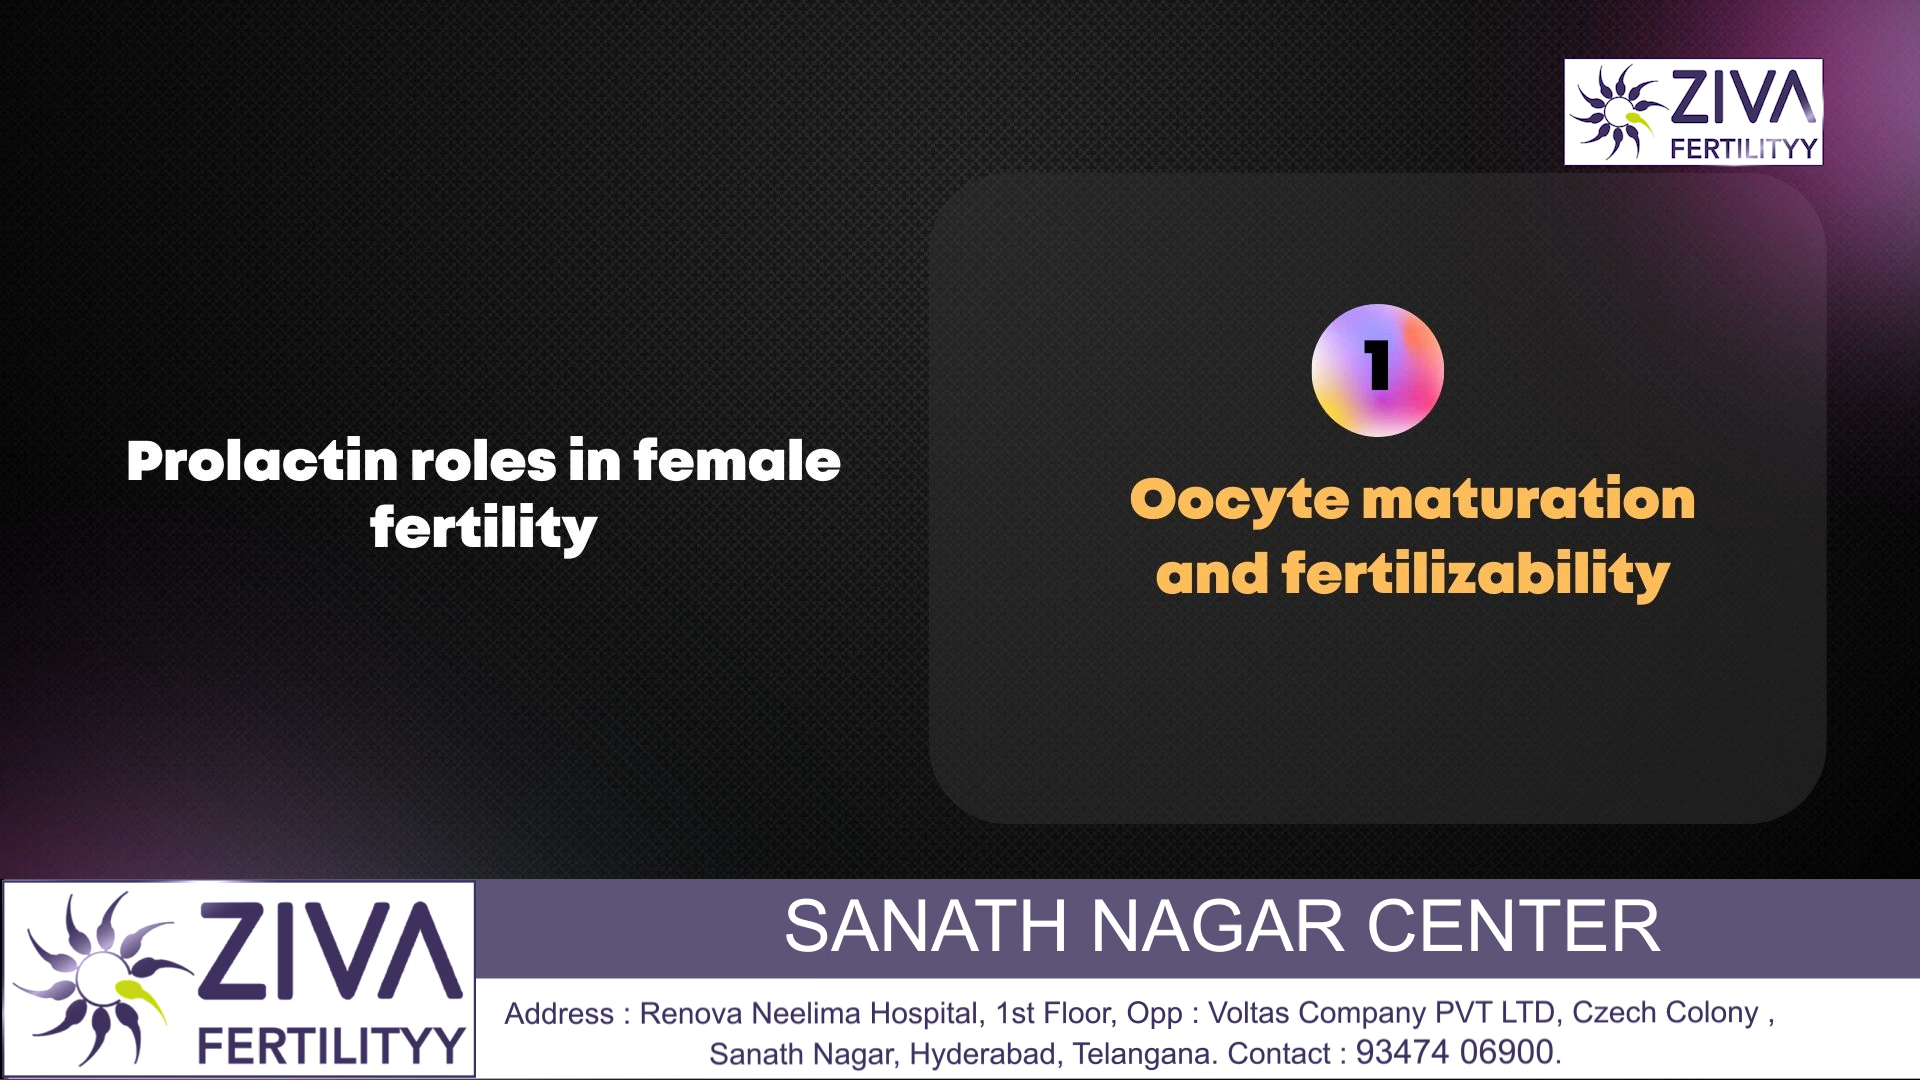 ZIVA
FERTILITYY
Prolactin roles in female
fertility
1
Oocyte maturation
and fertilizability
ZIVA
FERTILITYY
SANATH NAGAR CENTER
Address : Renova Neelima Hospital, 1st Floor, Opp : Voltas Company PVT LTD, Czech Colony ,
Sanath Nagar, Hyderabad, Telangana. Contact : 93474 06900.